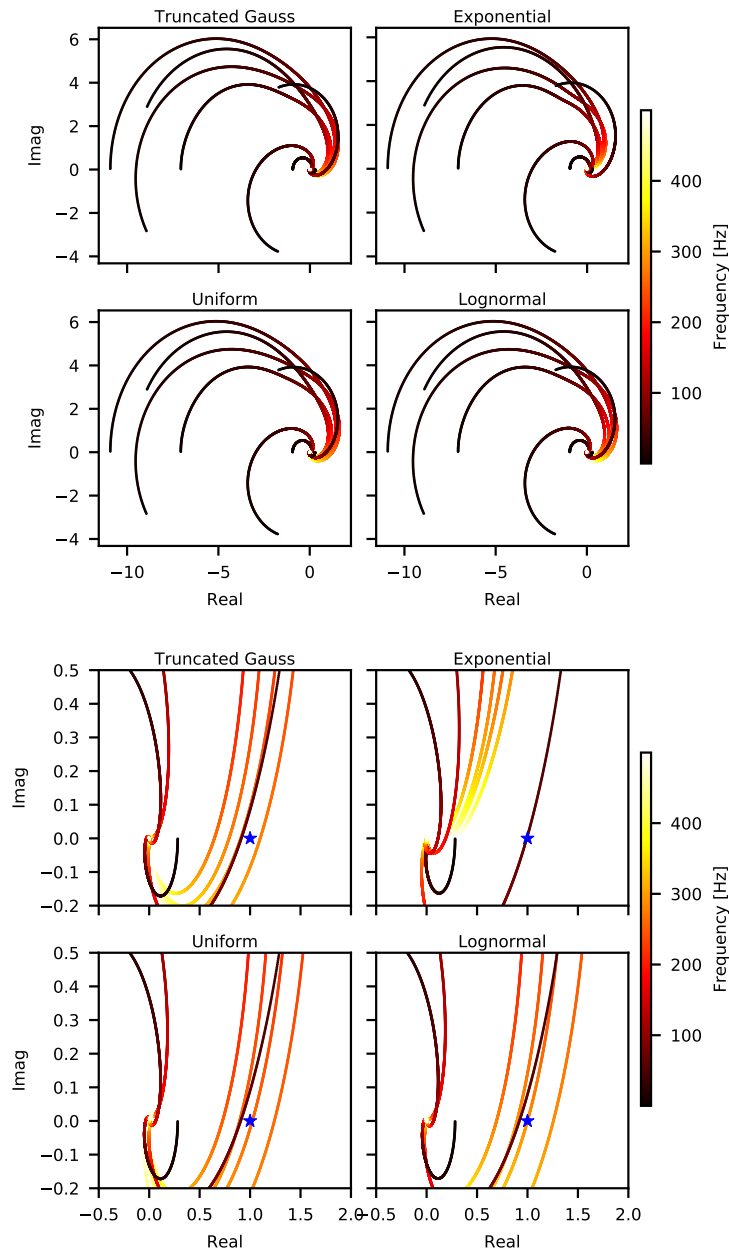 Truncated Gauss Exponential
6
4
2
0
−2
−4
Imag
−10 −5 0
400
300
200
100
Frequency [Hz]
Uniform Lognormal
6
4
2
0
−2
−4
Imag
−10 −5 0 −10 −5 0
Real Real
Truncated Gauss Exponential
0.5
0.4
0.3
0.2
0.1
0.0
−0.1
−0.2
Imag
400
300
200
100
Frequency [Hz]
Uniform Lognormal
0.5
0.4
0.3
0.2
0.1
0.0
−0.1
−0.2
Imag
−0.5 0.0 0.5 1.0 1.5 2.0 −0.5 0.0 0.5 1.0 1.5 2.0
Real Real